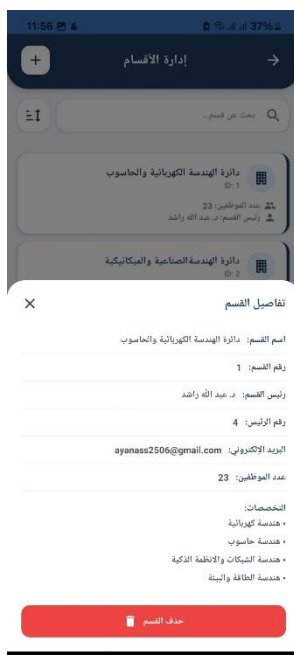 11:56 37%
إدارة الأقسام
بحث عن قسم...
دائرة الهندسة الكهربائية والحاسوب
ID: 1
عدد الموظفين: 23
رئيس القسم: د. عبد الله راشد
دائرة الهندسة الصناعية والميكانيكية
ID: 2
تفاصيل القسم
اسم القسم: دائرة الهندسة الكهربائية والحاسوب
رقم القسم: 1
رئيس القسم: د. عبد الله راشد
رقم الرئيس: 4
البريد الإلكتروني: ayanass2506@gmail.com
عدد الموظفين: 23
التخصصات:
• هندسة كهربائية
• هندسة حاسوب
• هندسة الشبكات والانظمة الذكية
• هندسة الطاقة والبيئة
حذف القسم